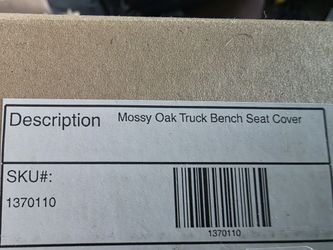 Description Mossy Oak Truck Bench Seat Cover
SKU#:
1370110
1370110